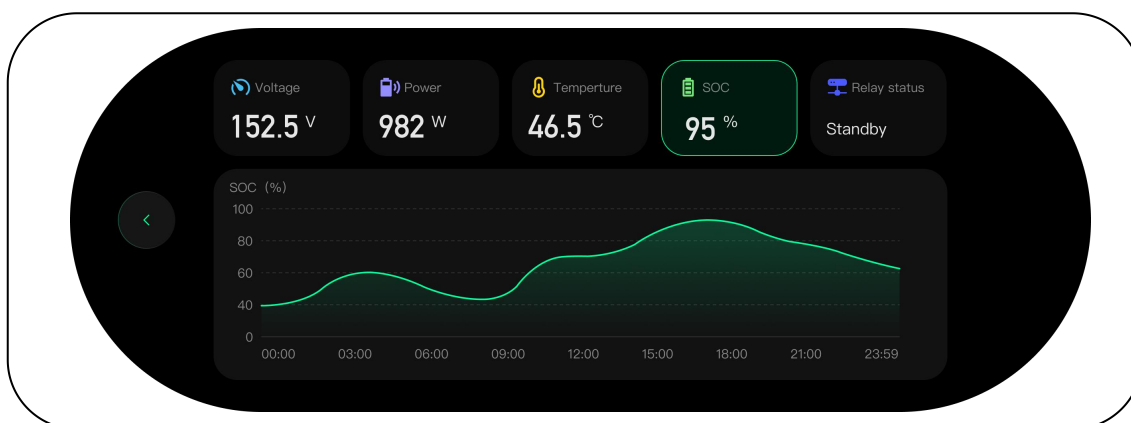 Voltage
152.5 V
Power
982 W
Temperture
46.5 ℃
SOC
95 %
Relay status
Standby
SOC (%)
100
80
60
40
0
00:00 03:00 06:00 09:00 12:00 15:00 18:00 21:00 23:59